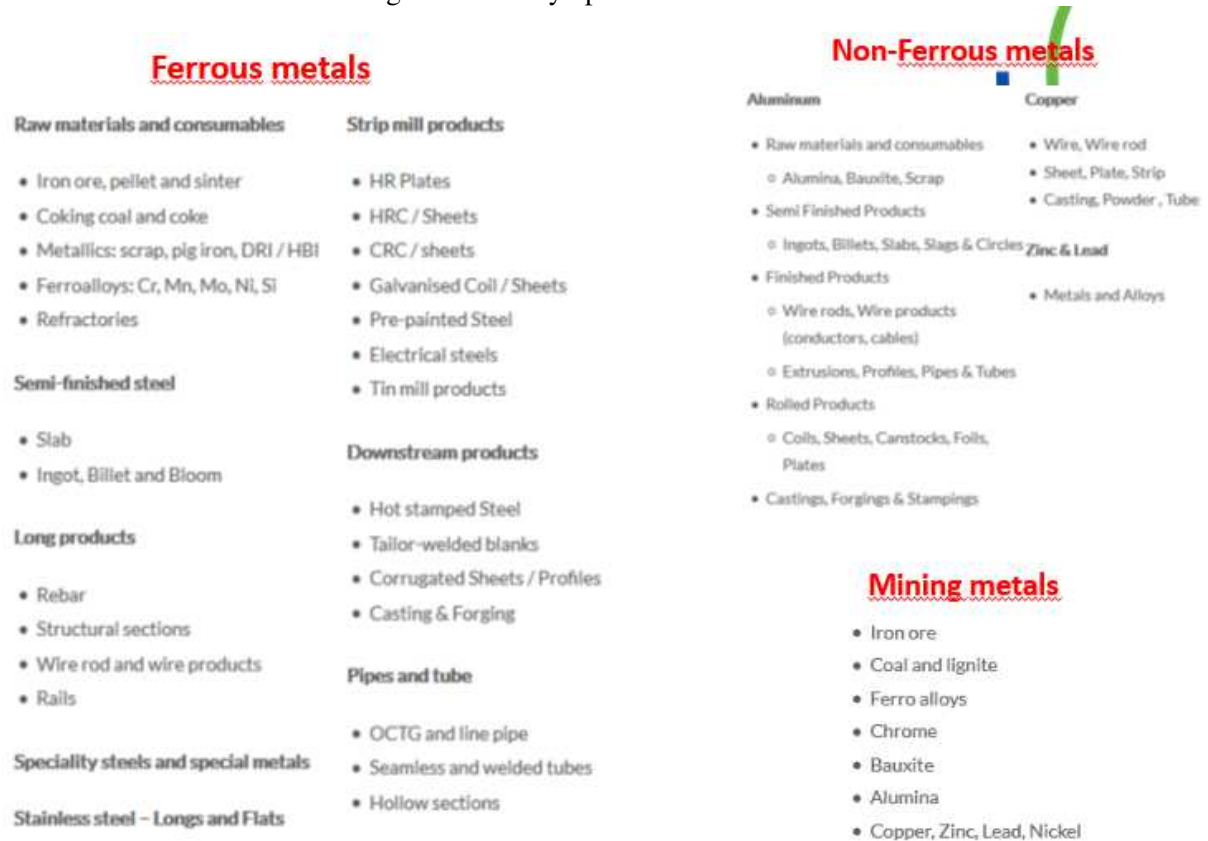 Ferrous metals
Raw materials and consumables
• Iron ore, pellet and sinter
• Coking coal and coke
• Metallics: scrap, pig iron, DRI / HBI
• Ferroalloys: Cr, Mn, Mo, Ni, Si
• Refractories
Semi-finished steel
• Slab
• Ingot, Billet and Bloom
Long products
• Rebar
• Structural sections
• Wire rod and wire products
• Rails
Speciality steels and special metals
Stainless steel – Longs and Flats
Strip mill products
• HR Plates
• HRC / Sheets
• CRC / sheets
• Galvanised Coil / Sheets
• Pre-painted Steel
• Electrical steels
• Tin mill products
Downstream products
• Hot stamped Steel
• Tailor-welded blanks
• Corrugated Sheets / Profiles
• Casting & Forging
Pipes and tube
• OCTG and line pipe
• Seamless and welded tubes
• Hollow sections
Non-Ferrous metals
Aluminum
• Raw materials and consumables
○ Alumina, Bauxite, Scrap
• Semi Finished Products
○ Ingots, Billets, Slabs, Slags & Circles
• Finished Products
○ Wire rods, Wire products
(conductors, cables)
○ Extrusions, Profiles, Pipes & Tubes
• Rolled Products
○ Coils, Sheets, Canstocks, Foils,
Plates
• Castings, Forgings & Stampings
Copper
• Wire, Wire rod
• Sheet, Plate, Strip
• Casting, Powder , Tube
Zinc & Lead
• Metals and Alloys
Mining metals
• Iron ore
• Coal and lignite
• Ferro alloys
• Chrome
• Bauxite
• Alumina
• Copper, Zinc, Lead, Nickel